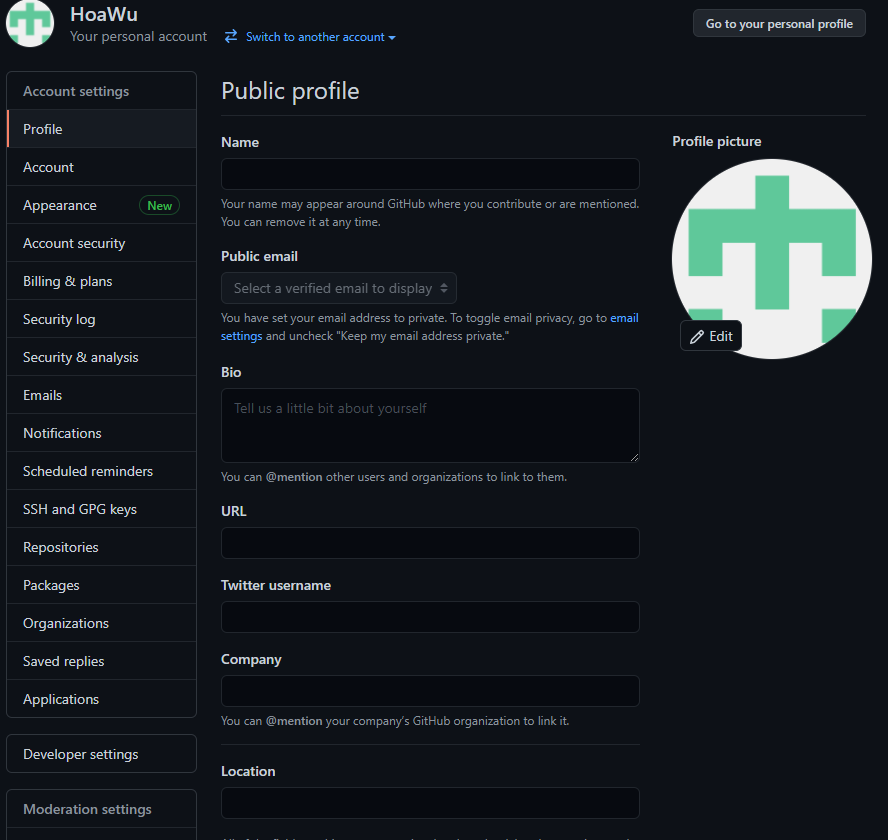 HoaWu
Your personal account
Switch to another account
Go to your personal profile
Account settings
Profile
Account
Appearance
New
Account security
Billing & plans
Security log
Security & analysis
Emails
Notifications
Scheduled reminders
SSH and GPG keys
Repositories
Packages
Organizations
Saved replies
Applications
Developer settings
Moderation settings
Public profile
Name
Your name may appear around GitHub where you contribute or are mentioned.
You can remove it at any time.
Public email
Select a verified email to display
You have set your email address to private. To toggle email privacy, go to email
settings and uncheck "Keep my email address private."
Bio
Tell us a little bit about yourself
You can @mention other users and organizations to link to them.
URL
Twitter username
Company
You can @mention your company's GitHub organization to link it.
Location
Profile picture
Edit